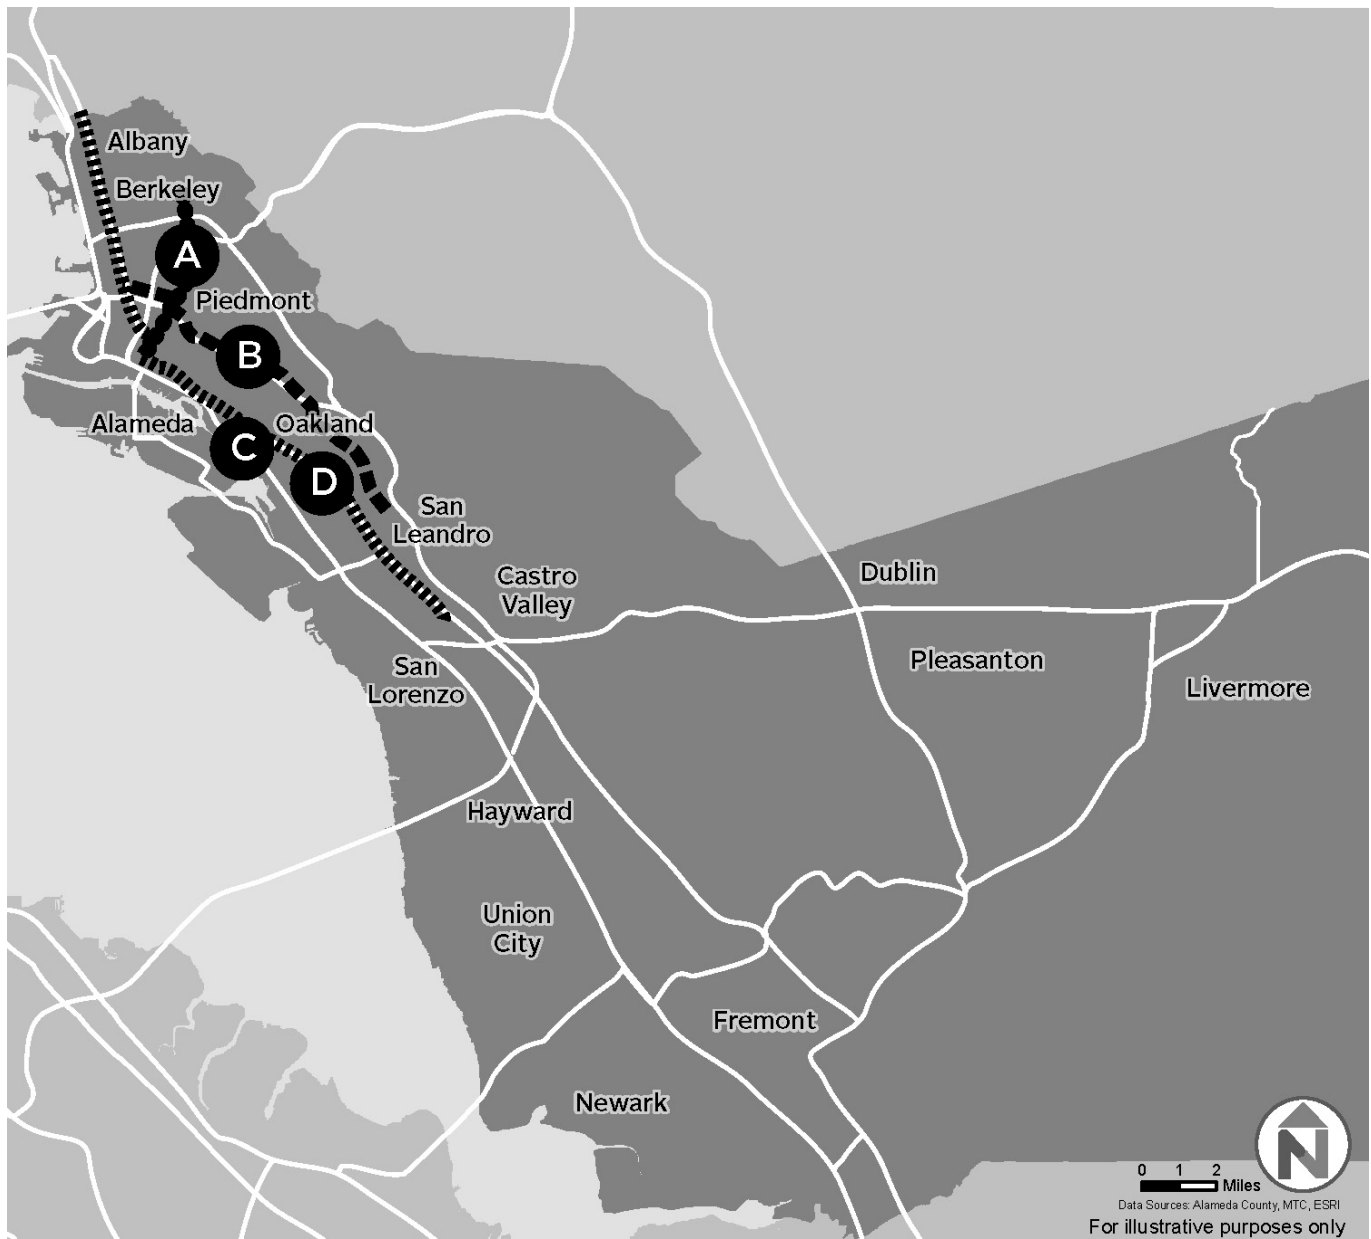 Albany
Berkeley
A
Piedmont
B
Alameda
Oakland
C
D
San
Leandro
Castro
Valley
Dublin
San
Lorenzo
Pleasanton
Livermore
Hayward
Union
City
Fremont
Newark
N
0 1 2
Miles
Data Sources: Alameda County, MTC, ESRI
For illustrative purposes only